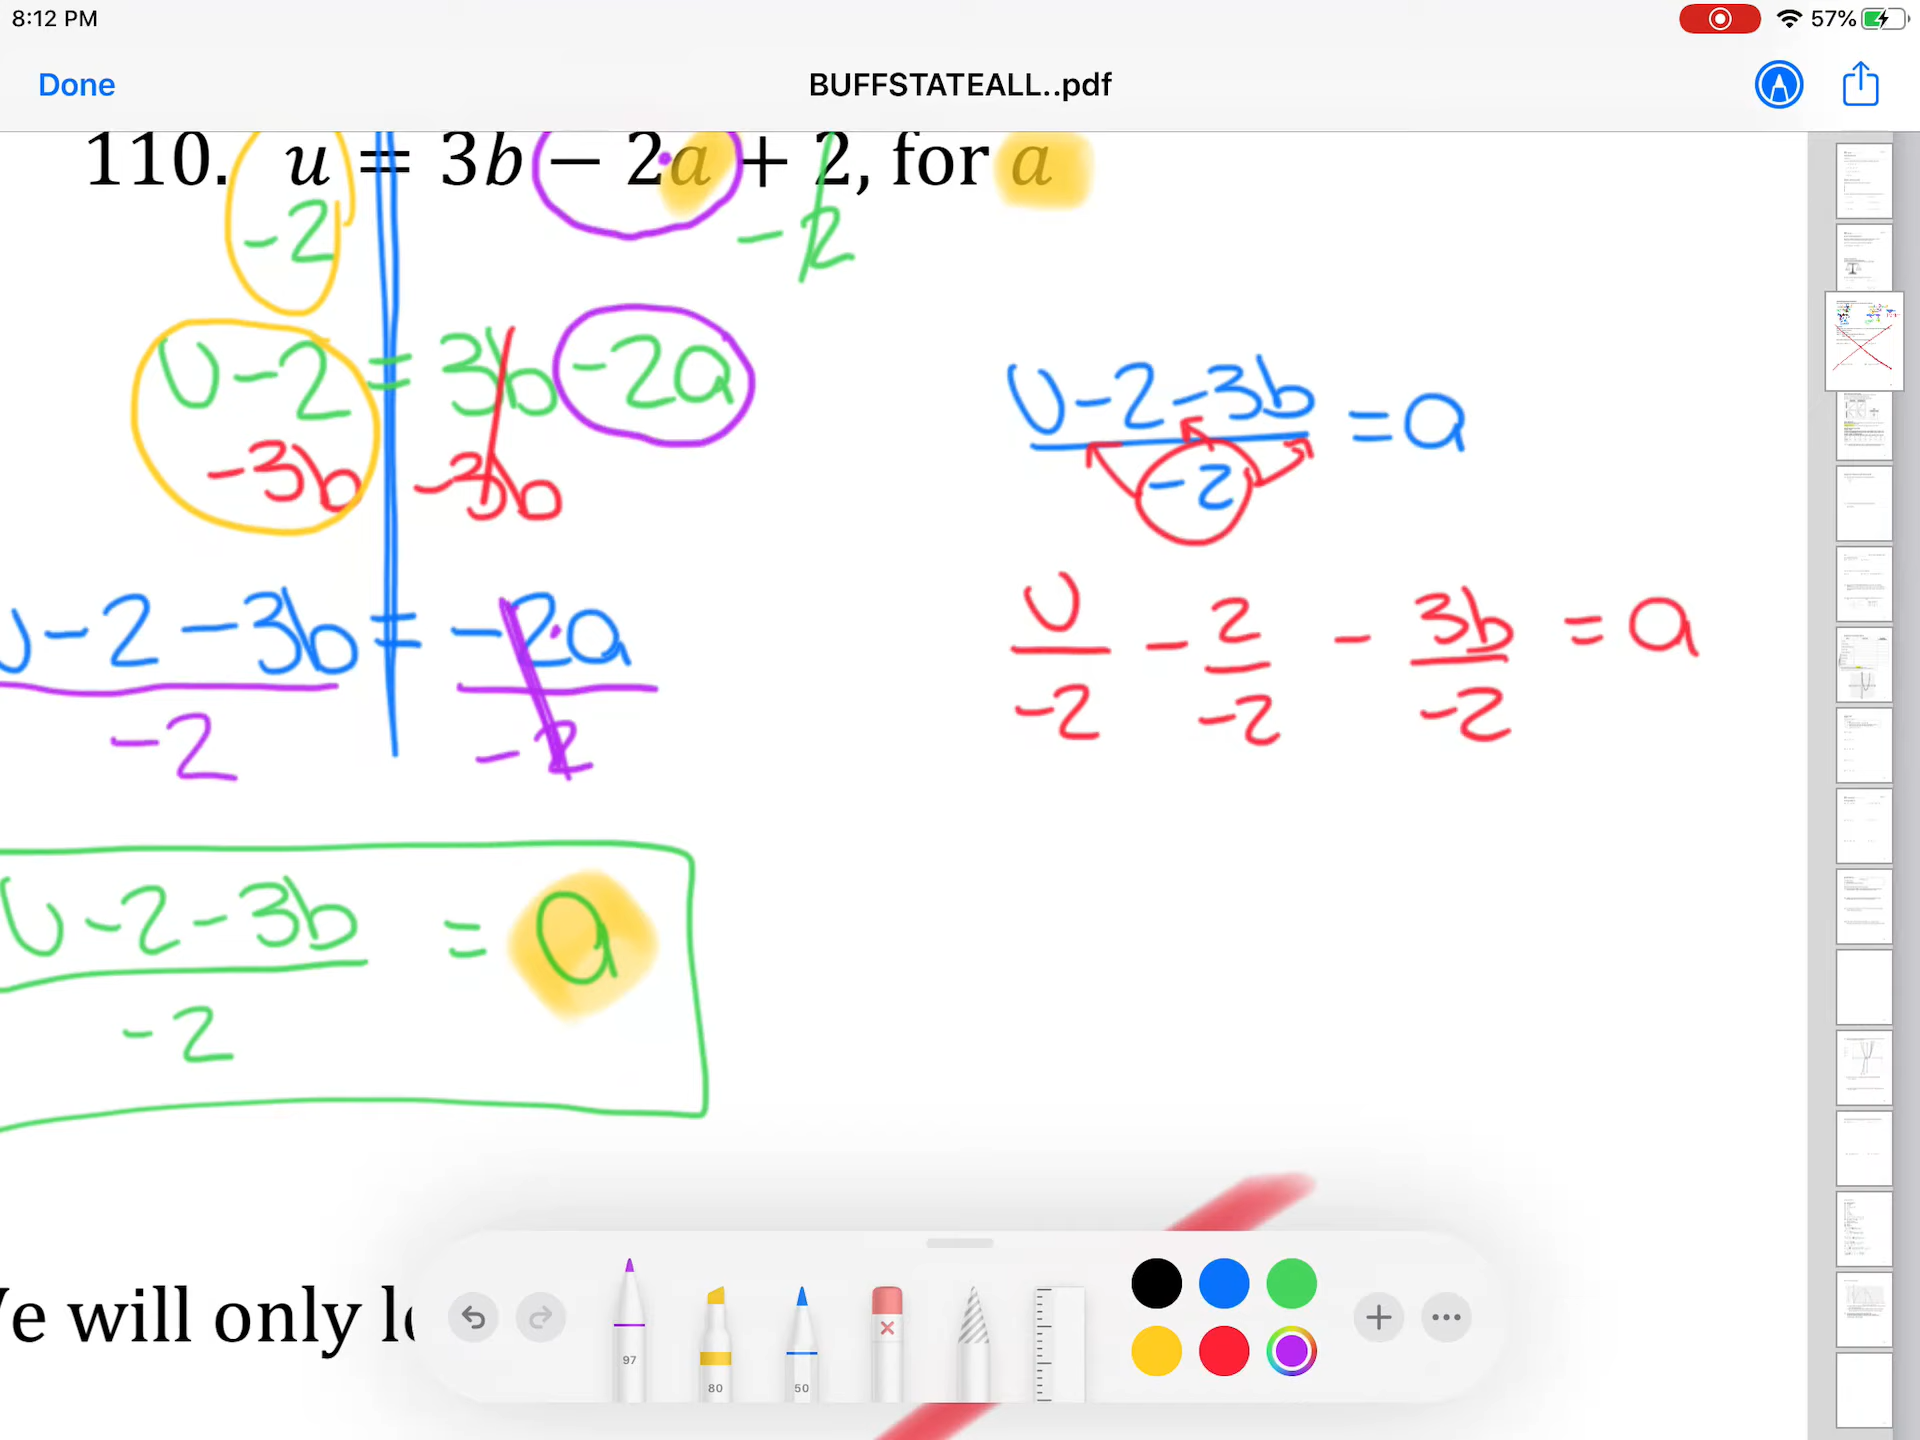 8:12 PM
57%
Done
BUFFSTATEALL..pdf
110. u = 3b − 2a + 2, for a
-2 -2
U-2 = 3b -2a
-3b -3b
U-2-3b = -2a
-2 -2
U-2-3b = a
-2
U-2-3b = a
-2
U/-2 - 2/-2 - 3b/-2 = a
e will only
97
80
50